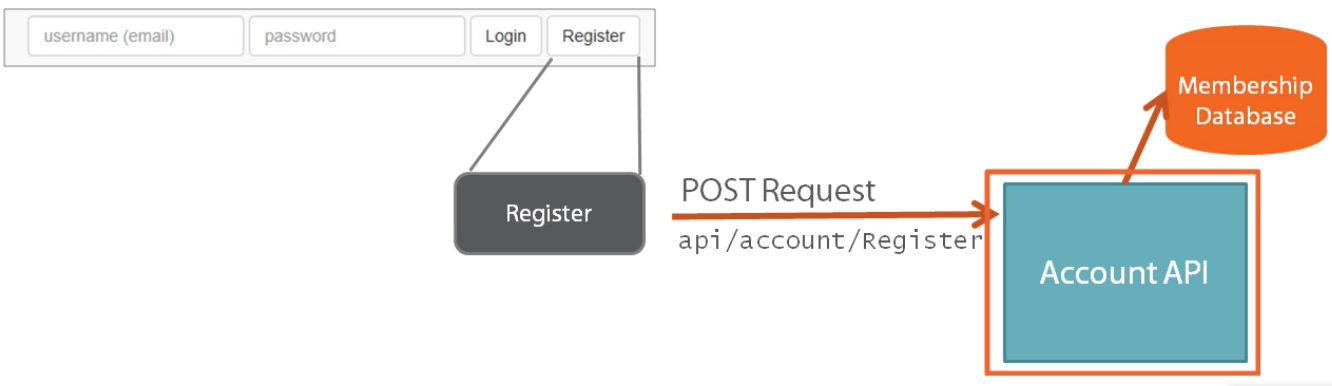 username (email)
password
Login
Register
Register
POST Request
api/account/Register
Membership
Database
Account API